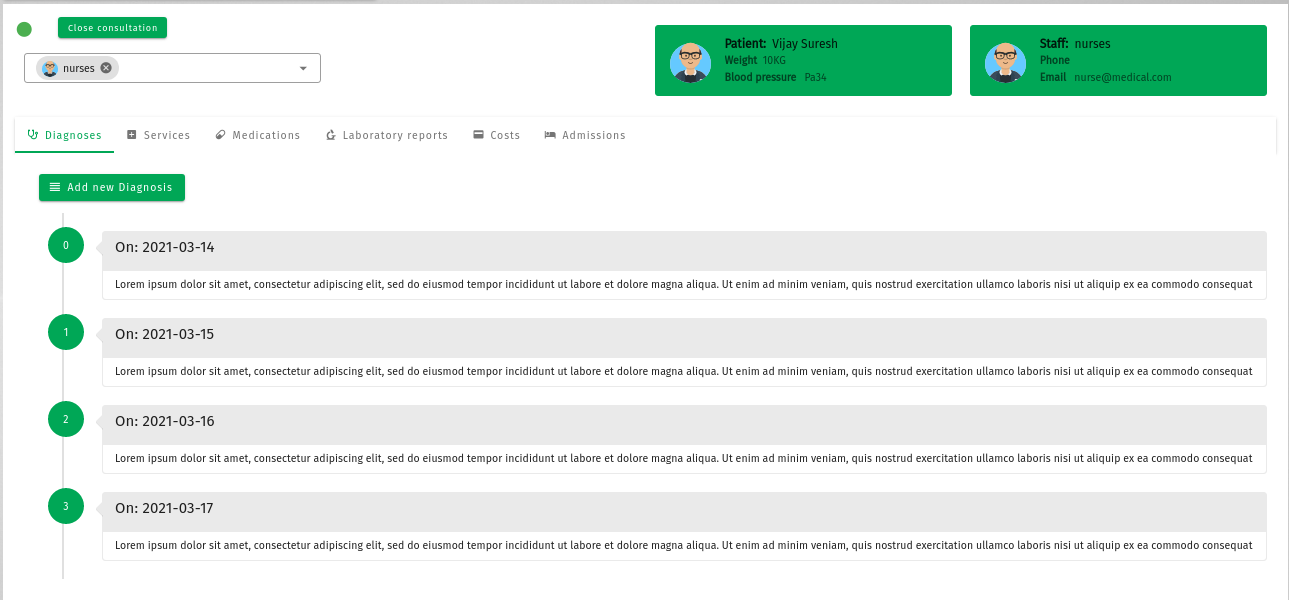 Close consultation
nurses
Patient: Vijay Suresh
Weight 10KG
Blood pressure Pa34
Staff: nurses
Phone
Email nurse@medical.com
Diagnoses Services Medications Laboratory reports Costs Admissions
Add new Diagnosis
0
On: 2021-03-14
Lorem ipsum dolor sit amet, consectetur adipiscing elit, sed do eiusmod tempor incididunt ut labore et dolore magna aliqua. Ut enim ad minim veniam, quis nostrud exercitation ullamco laboris nisi ut aliquip ex ea commodo consequat
1
On: 2021-03-15
Lorem ipsum dolor sit amet, consectetur adipiscing elit, sed do eiusmod tempor incididunt ut labore et dolore magna aliqua. Ut enim ad minim veniam, quis nostrud exercitation ullamco laboris nisi ut aliquip ex ea commodo consequat
2
On: 2021-03-16
Lorem ipsum dolor sit amet, consectetur adipiscing elit, sed do eiusmod tempor incididunt ut labore et dolore magna aliqua. Ut enim ad minim veniam, quis nostrud exercitation ullamco laboris nisi ut aliquip ex ea commodo consequat
3
On: 2021-03-17
Lorem ipsum dolor sit amet, consectetur adipiscing elit, sed do eiusmod tempor incididunt ut labore et dolore magna aliqua. Ut enim ad minim veniam, quis nostrud exercitation ullamco laboris nisi ut aliquip ex ea commodo consequat